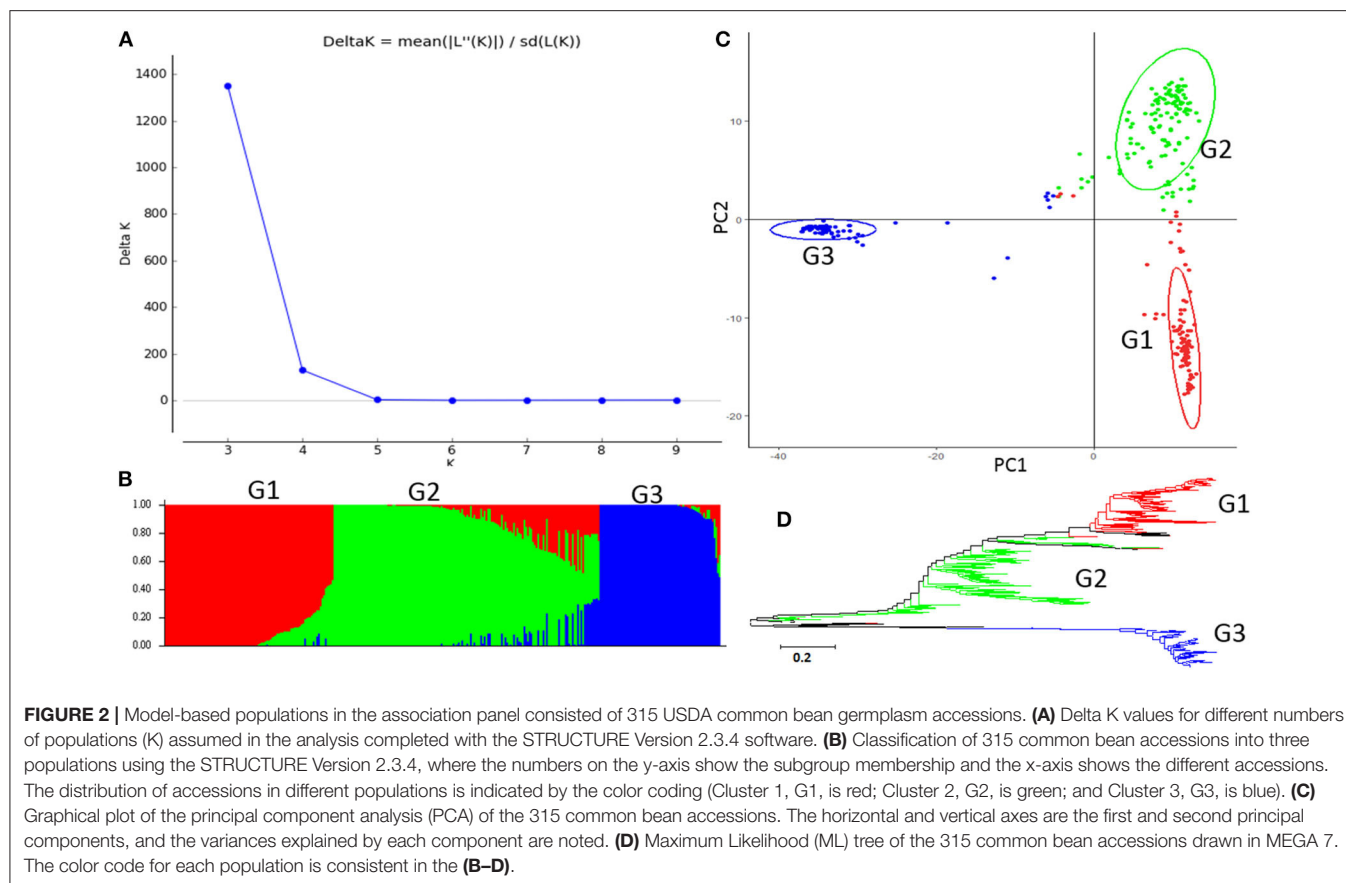 A
DeltaK = mean(|L''(K)|) / sd(L(K))
1400
1200
1000
800
600
400
200
0
Delta K
3 4 5 6 7 8 9
K
B
G1 G2 G3
1.00
0.80
0.60
0.40
0.20
0.00
C
10
0
-10
-20
PC2
G2
G3
G1
-40 -20 0
PC1
D
G1
G2
G3
0.2
FIGURE 2 | Model-based populations in the association panel consisted of 315 USDA common bean germplasm accessions. (A) Delta K values for different numbers
of populations (K) assumed in the analysis completed with the STRUCTURE Version 2.3.4 software. (B) Classification of 315 common bean accessions into three
populations using the STRUCTURE Version 2.3.4, where the numbers on the y-axis show the subgroup membership and the x-axis shows the different accessions.
The distribution of accessions in different populations is indicated by the color coding (Cluster 1, G1, is red; Cluster 2, G2, is green; and Cluster 3, G3, is blue). (C)
Graphical plot of the principal component analysis (PCA) of the 315 common bean accessions. The horizontal and vertical axes are the first and second principal
components, and the variances explained by each component are noted. (D) Maximum Likelihood (ML) tree of the 315 common bean accessions drawn in MEGA 7.
The color code for each population is consistent in the (B–D).